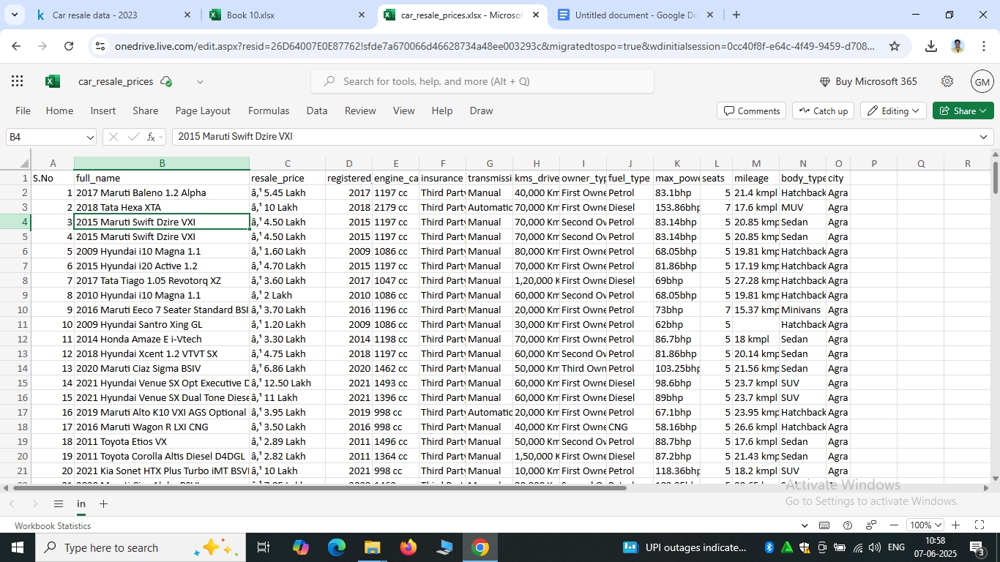 Car resale data - 2023
Book 10.xlsx
car_resale_prices.xlsx - Microsof
Untitled document - Google Do
onedrive.live.com/edit.aspx?resid=26D64007E0E87762!sfde7a670066d46628734a48ee003293c&migratedtospo=true&wdinitialsession=0cc40f8f-e64c-4f49-9459-d708...
car_resale_prices
Search for tools, help, and more (Alt + Q)
Buy Microsoft 365
GM
File Home Insert Share Page Layout Formulas Data Review View Help Draw
Comments Catch up Editing Share
B4 fx 2015 Maruti Swift Dzire VXI
A B C D E F G H I J K L M N O P Q R
1 S.No full_name resale_price registered_ engine_ca insurance transmissi kms_drive owner_typ fuel_type max_powe seats mileage body_type city
2 1 2017 Maruti Baleno 1.2 Alpha â‚¹ 5.45 Lakh 2017 1197 cc Third Party Manual 40,000 Km First Owne Petrol 83.1bhp 5 21.4 kmpl Hatchback Agra
3 2 2018 Tata Hexa XTA â‚¹ 10 Lakh 2018 2179 cc Third Party Automatic 70,000 Km First Owne Diesel 153.86bhp 7 17.6 kmpl MUV Agra
4 3 2015 Maruti Swift Dzire VXI â‚¹ 4.50 Lakh 2015 1197 cc Third Party Manual 70,000 Km Second Ow Petrol 83.14bhp 5 20.85 kmp Sedan Agra
5 4 2015 Maruti Swift Dzire VXI â‚¹ 4.50 Lakh 2015 1197 cc Third Party Manual 70,000 Km Second Ow Petrol 83.14bhp 5 20.85 kmp Sedan Agra
6 5 2009 Hyundai i10 Magna 1.1 â‚¹ 1.60 Lakh 2009 1086 cc Third Party Manual 80,000 Km First Owne Petrol 68.05bhp 5 19.81 kmp Hatchback Agra
7 6 2015 Hyundai i20 Active 1.2 â‚¹ 4.70 Lakh 2015 1197 cc Third Party Manual 70,000 Km First Owne Petrol 81.86bhp 5 17.19 kmp Hatchback Agra
8 7 2017 Tata Tiago 1.05 Revotorq XZ â‚¹ 3.60 Lakh 2017 1047 cc Third Party Manual 1,20,000 K First Owne Diesel 69bhp 5 27.28 kmp Hatchback Agra
9 8 2010 Hyundai i10 Magna 1.1 â‚¹ 2 Lakh 2010 1086 cc Third Party Manual 60,000 Km Second Ow Petrol 68.05bhp 5 19.81 kmp Hatchback Agra
10 9 2016 Maruti Eeco 7 Seater Standard BSI â‚¹ 3.70 Lakh 2016 1196 cc Third Party Manual 20,000 Km First Owne Petrol 73bhp 7 15.37 kmp Minivans Agra
11 10 2009 Hyundai Santro Xing GL â‚¹ 1.20 Lakh 2009 1086 cc Third Party Manual 30,000 Km First Owne Petrol 62bhp 5 Hatchback Agra
12 11 2014 Honda Amaze E i-Vtech â‚¹ 3.30 Lakh 2014 1198 cc Third Party Manual 70,000 Km First Owne Petrol 86.7bhp 5 18 kmpl Sedan Agra
13 12 2018 Hyundai Xcent 1.2 VTVT SX â‚¹ 4.75 Lakh 2018 1197 cc Third Party Manual 60,000 Km Second Ow Petrol 81.86bhp 5 20.14 kmp Sedan Agra
14 13 2020 Maruti Ciaz Sigma BSIV â‚¹ 6.86 Lakh 2020 1462 cc Third Party Manual 50,000 Km Third Own Petrol 103.25bhp 5 21.56 kmp Sedan Agra
15 14 2021 Hyundai Venue SX Opt Executive D â‚¹ 12.50 Lakh 2021 1493 cc Third Party Manual 60,000 Km First Owne Diesel 98.6bhp 5 23.7 kmpl SUV Agra
16 15 2021 Hyundai Venue SX Dual Tone Diese â‚¹ 11 Lakh 2021 1396 cc Third Party Manual 60,000 Km First Owne Diesel 89bhp 5 23.7 kmpl SUV Agra
17 16 2019 Maruti Alto K10 VXI AGS Optional â‚¹ 3.95 Lakh 2019 998 cc Third Party Automatic 20,000 Km First Owne Petrol 67.1bhp 5 23.95 kmp Hatchback Agra
18 17 2016 Maruti Wagon R LXI CNG â‚¹ 3.50 Lakh 2016 998 cc Third Party Manual 40,000 Km First Owne CNG 58.16bhp 5 26.6 kmpl Hatchback Agra
19 18 2011 Toyota Etios VX â‚¹ 2.89 Lakh 2011 1496 cc Third Party Manual 50,000 Km Second Ow Petrol 88.7bhp 5 17.6 kmpl Sedan Agra
20 19 2011 Toyota Corolla Altis Diesel D4DGL â‚¹ 2.82 Lakh 2011 1364 cc Third Party Manual 1,50,000 K First Owne Diesel 87.2bhp 5 21.43 kmp Sedan Agra
21 20 2021 Kia Sonet HTX Plus Turbo iMT BSVI â‚¹ 10 Lakh 2021 998 cc Third Party Manual 10,000 Km First Owne Petrol 118.36bhp 5 18.2 kmpl SUV Agra
Activate Windows
Go to Settings to activate Windows.
in
Workbook Statistics
100%
Type here to search
UPI outages indicate...
ENG
10:58
07-06-2025
3